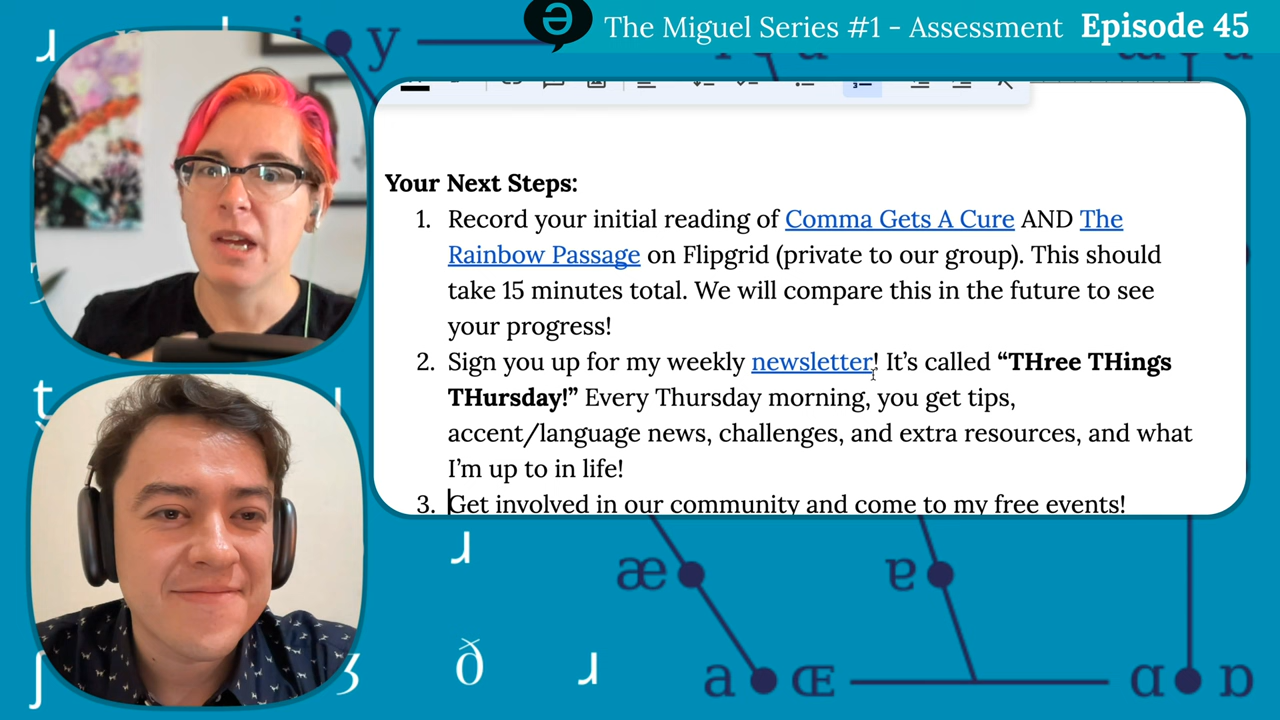 ə The Miguel Series #1 - Assessment Episode 45
Your Next Steps:
1. Record your initial reading of Comma Gets A Cure AND The
Rainbow Passage on Flipgrid (private to our group). This should
take 15 minutes total. We will compare this in the future to see
your progress!
2. Sign you up for my weekly newsletter! It’s called “THree THings
THursday!” Every Thursday morning, you get tips,
accent/language news, challenges, and extra resources, and what
I’m up to in life!
3. Get involved in our community and come to my free events!
ɹ
i y
æ
ɐ
ɹ
ʃ
ʒ
ð
ɹ
a Œ
ɑ ɒ